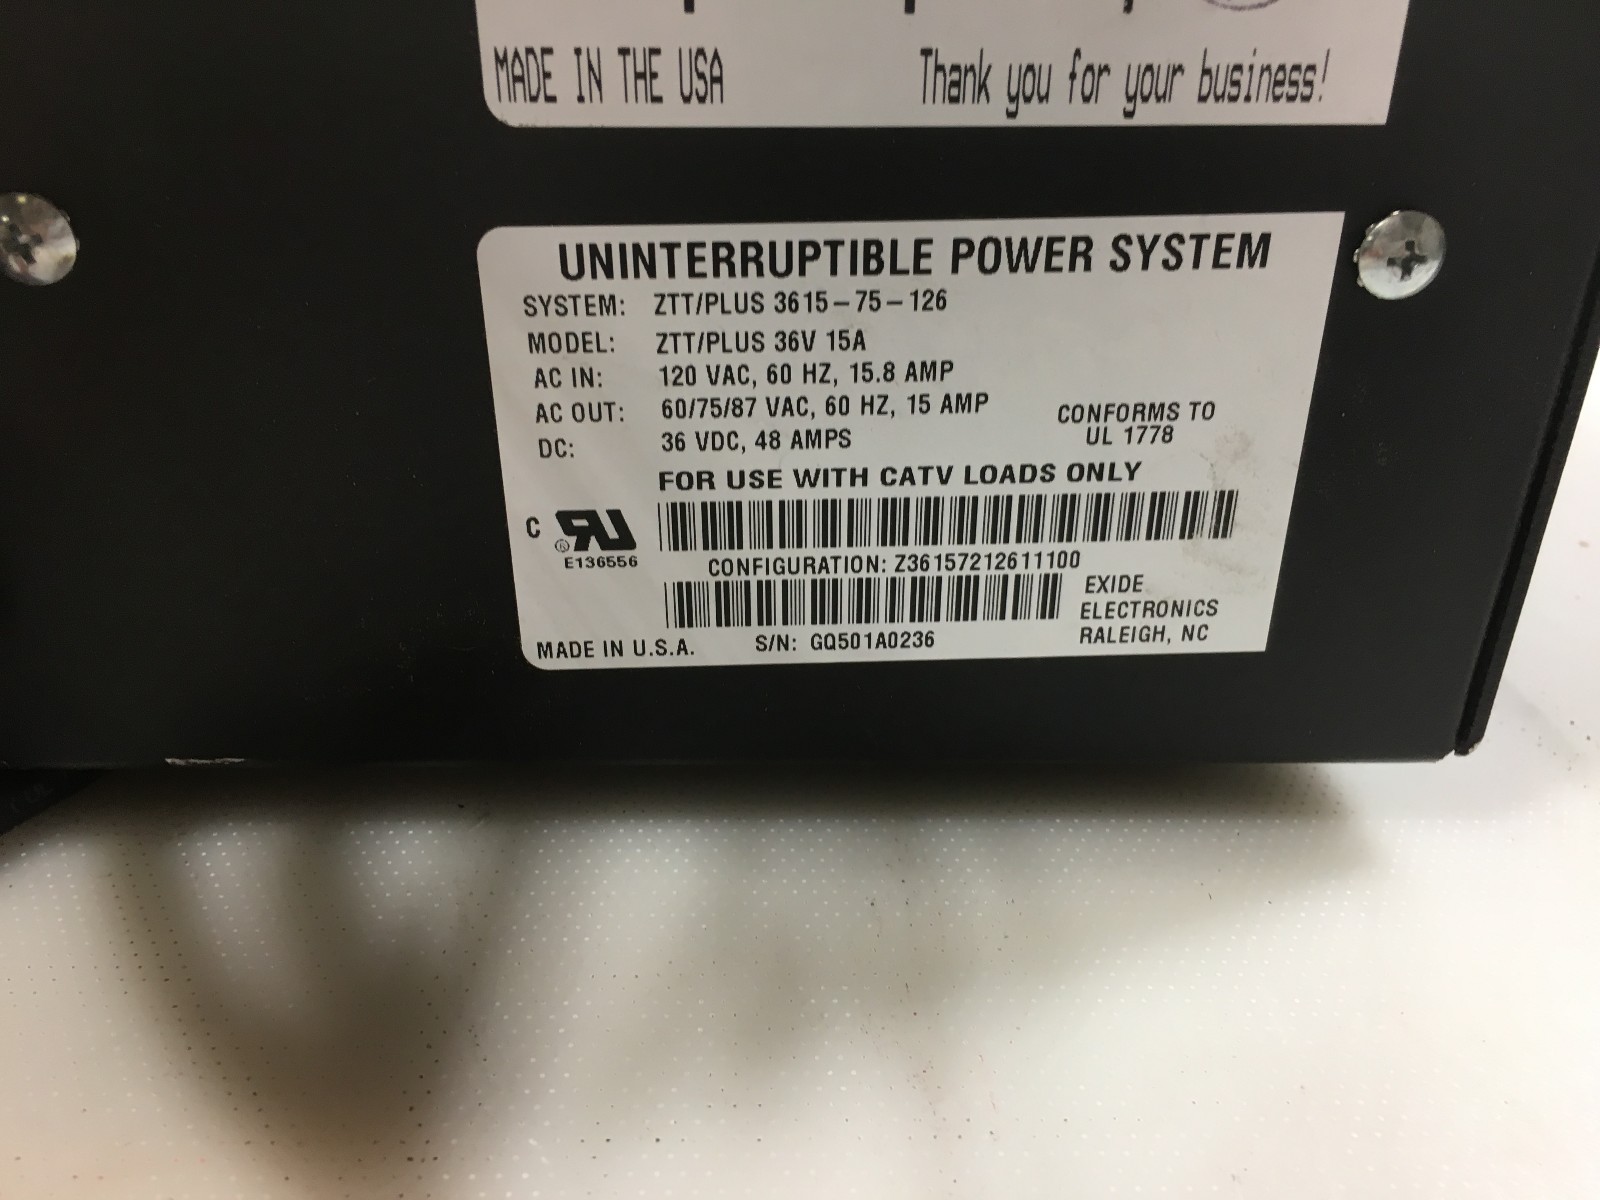 MADE IN THE USA Thank you for your business!
UNINTERRUPTIBLE POWER SYSTEM
SYSTEM: ZTT/PLUS 3615-75-126
MODEL: ZTT/PLUS 36V 15A
AC IN: 120 VAC, 60 HZ, 15.8 AMP
AC OUT: 60/75/87 VAC, 60 HZ, 15 AMP
DC: 36 VDC, 48 AMPS
CONFORMS TO
UL 1778
FOR USE WITH CATV LOADS ONLY
C RU ®
E136556
CONFIGURATION: Z36157212611100
EXIDE
ELECTRONICS
RALEIGH, NC
MADE IN U.S.A. S/N: GQ501A0236